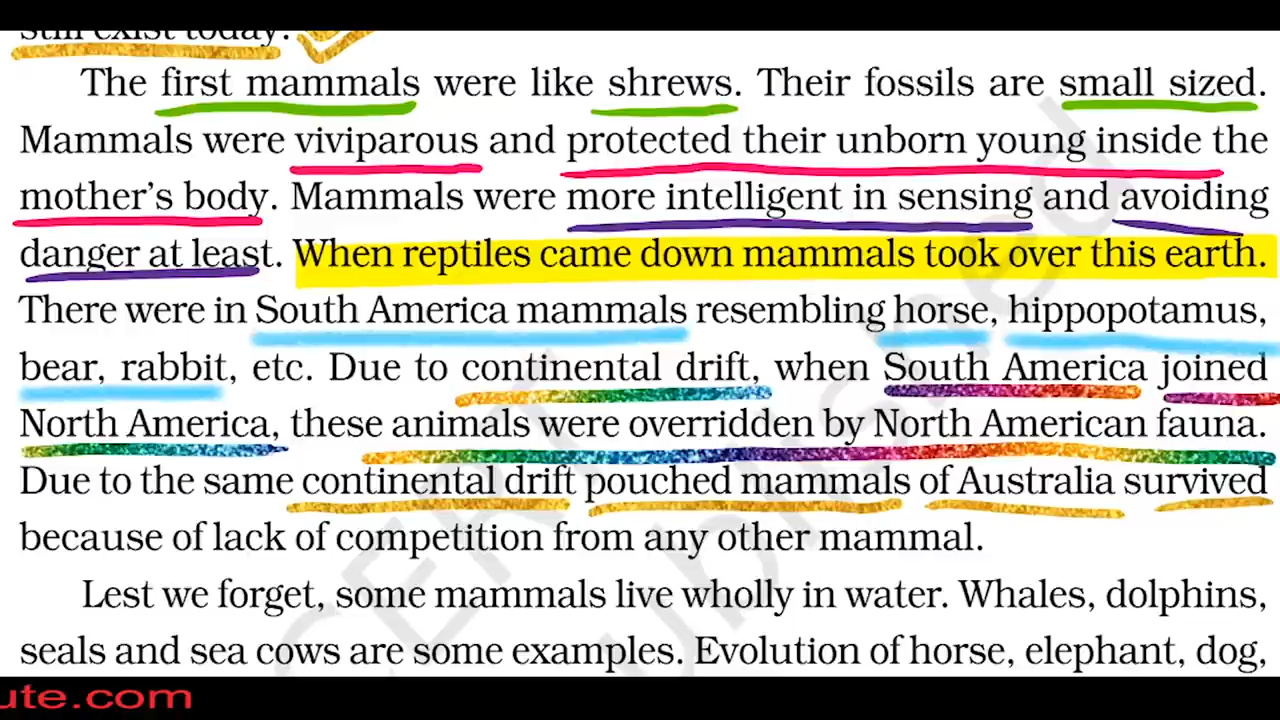 still exist today.
The first mammals were like shrews. Their fossils are small sized.
Mammals were viviparous and protected their unborn young inside the
mother's body. Mammals were more intelligent in sensing and avoiding
danger at least. When reptiles came down mammals took over this earth.
There were in South America mammals resembling horse, hippopotamus,
bear, rabbit, etc. Due to continental drift, when South America joined
North America, these animals were overridden by North American fauna.
Due to the same continental drift pouched mammals of Australia survived
because of lack of competition from any other mammal.
Lest we forget, some mammals live wholly in water. Whales, dolphins,
seals and sea cows are some examples. Evolution of horse, elephant, dog,
ute.com